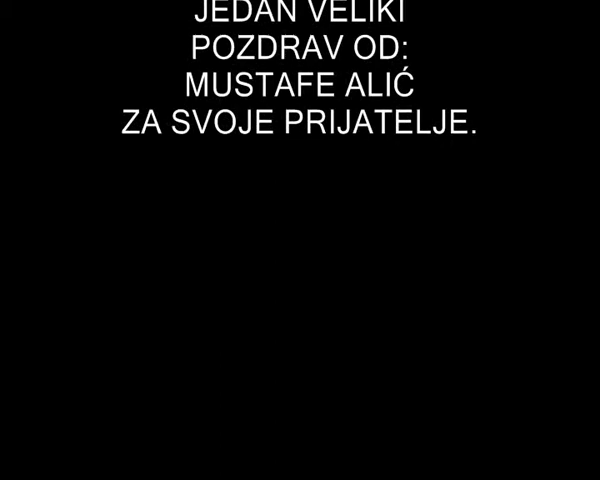 JEDAN VELIKI
POZDRAV OD:
MUSTAFE ALIĆ
ZA SVOJE PRIJATELJE.